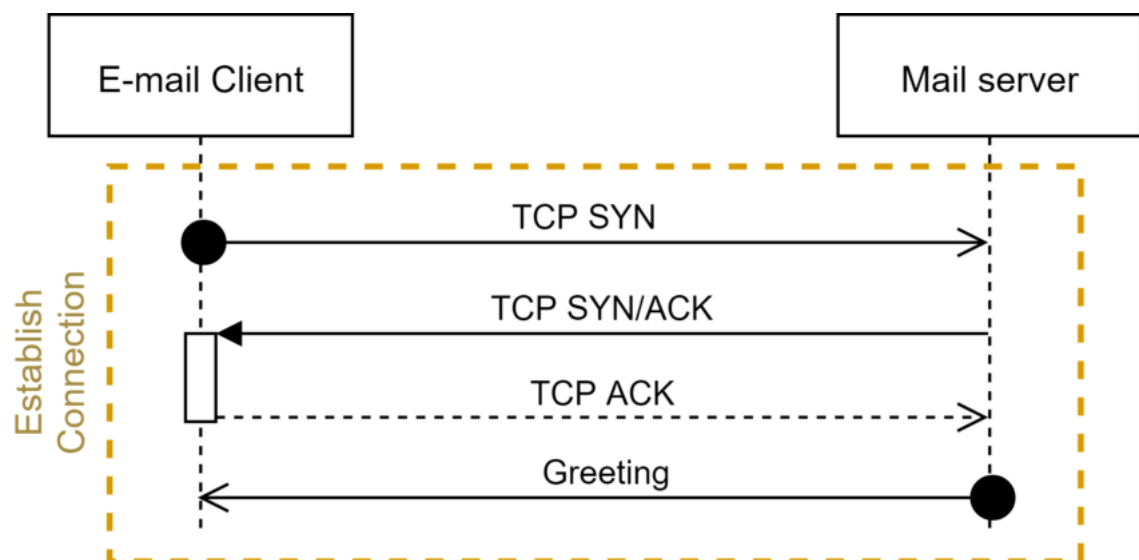 E-mail Client
Mail server
Establish
Connection
TCP SYN
TCP SYN/ACK
TCP ACK
Greeting